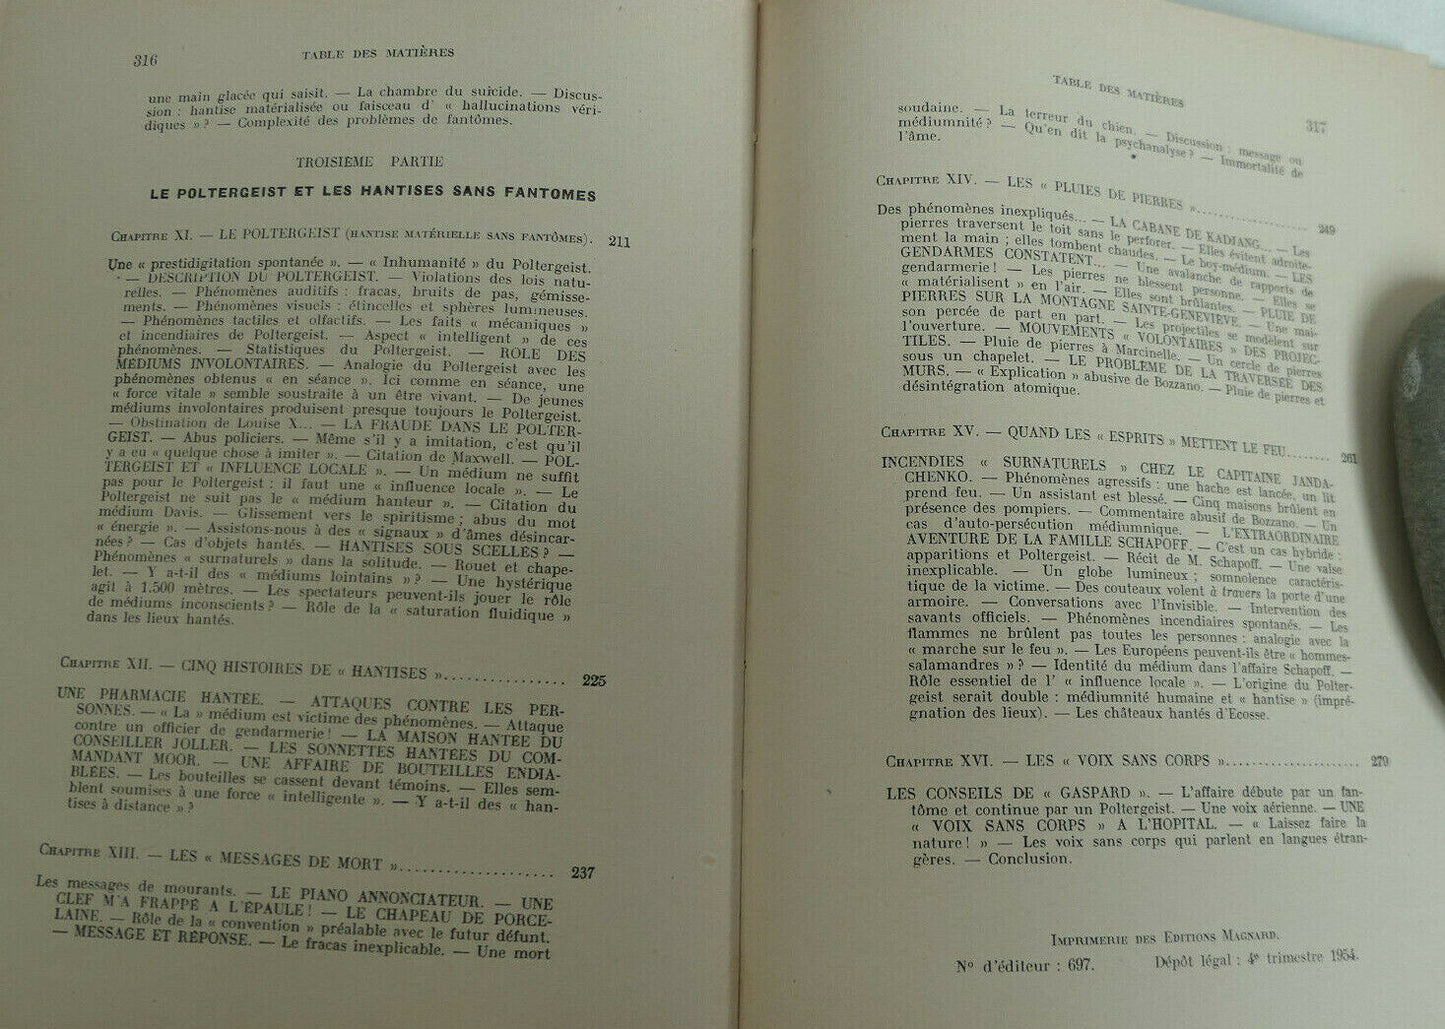 316
TABLE DES MATIÈRES
une main glacée qui saisit. — La chambre du suicide. — Discus-
sion : hantise matérialisée ou faisceau d' « hallucinations véri-
diques » ? — Complexité des problèmes de fantômes.
TROISIÈME PARTIE
LE POLTERGEIST ET LES HANTISES SANS FANTOMES
CHAPITRE XI. — LE POLTERGEIST (HANTISE MATÉRIELLE SANS FANTÔMES). 211
Une « prestidigitation spontanée ». — « Inhumanité » du Poltergeist.
— DESCRIPTION DU POLTERGEIST. — Violations des lois natu-
relles. — Phénomènes auditifs : fracas, bruits de pas, gémisse-
ments. — Phénomènes visuels : étincelles et sphères lumineuses.
— Phénomènes tactiles et olfactifs. — Les faits « mécaniques »
et incendiaires de Poltergeist. — Aspect « intelligent » de ces
phénomènes. — Statistiques du Poltergeist. — ROLE DES
MÉDIUMS INVOLONTAIRES. — Analogie du Poltergeist avec les
phénomènes obtenus « en séance ». Ici comme en séance, une
« force vitale » semble soustraite à un être vivant. — De jeunes
médiums involontaires produisent presque toujours le Poltergeist.
— Obstination de Louise X... — LA FRAUDE DANS LE POLTER-
GEIST. — Abus policiers. — Même s'il y a imitation, c'est qu'il
y a eu « quelque chose à imiter ». — Citation de Maxwell. — POL-
TERGEIST ET « INFLUENCE LOCALE ». — Un médium ne suffit
pas pour le Poltergeist : il faut une « influence locale ». — Le
Poltergeist ne suit pas le « médium hanteur ». — Citation du
médium Davis. — Glissement vers le spiritisme ; abus du mot
« énergie ». — Assistons-nous à des « signaux » d'âmes désincar-
nées ? — Cas d'objets hantés. — HANTISES SOUS SCELLES ? —
Phénomènes « surnaturels » dans la solitude. — Rouet et chape-
let. — Y a-t-il des « médiums lointains » ? — Une hystérique
agit à 1.500 mètres. — Les spectateurs peuvent-ils jouer le rôle
de médiums inconscients ? — Rôle de la « saturation fluidique »
dans les lieux hantés.
CHAPITRE XII. — CINQ HISTOIRES DE « HANTISES »................ 225
UNE PHARMACIE HANTEE. — ATTAQUES CONTRE LES PER-
SONNES. — « La » médium est victime des phénomènes. — Attaque
contre un officier de gendarmerie ! — LA MAISON HANTÉE DU
CONSEILLER JOLLER. — LES SONNETTES HANTÉES DU COM-
MANDANT MOOR. — UNE AFFAIRE DE BOUTEILLES ENDIA-
BLÉES. — Les bouteilles se cassent devant témoins. — Elles sem-
blent soumises à une force « intelligente ». — Y a-t-il des « han-
tises à distance » ?
CHAPITRE XIII. — LES « MESSAGES DE MORT ».................... 237
Les messages de mourants. — LE PIANO ANNONCIATEUR. — UNE
CLEF M'A FRAPPÉ A L'ÉPAULE ! — LE CHAPEAU DE PORCE-
LAINE. — Rôle de la « convention » préalable avec le futur défunt.
— MESSAGE ET RÉPONSE. — Le fracas inexplicable. — Une mort
TABLE DES MATIÈRES
317
soudaine. — La terreur du chien. — Discussion : message ou
médiumnité ? — Qu'en dit la psychanalyse ? — Immortalité de
l'âme.
CHAPITRE XIV. — LES « PLUIES DE PIERRES »................ 249
Des phénomènes inexpliqués... — LA CABANE DE KADIANG... — Les
pierres traversent le toit sans le perforer. — Elles évitent adroite-
ment la main ; elles tombent chaudes. — Le boy-médium. — LES
GENDARMES CONSTATENT... — Une avalanche de rapports de
gendarmerie ! — Les pierres ne blessent personne. — Elles se
« matérialisent » en l'air. — Elles sont brûlantes. — PLUIE DE
PIERRES SUR LA MONTAGNE SAINTE-GENEVIÈVE. — Une mai-
son percée de part en part. — Les projectiles se modèlent sur
l'ouverture. — MOUVEMENTS « VOLONTAIRES » DES PROJEC-
TILES. — Pluie de pierres à Marcinelle. — Un cercle de pierres
sous un chapelet. — LE PROBLEME DE LA TRAVERSÉE DES
MURS. — « Explication » abusive de Bozzano. — Pluie de pierres et
désintégration atomique.
CHAPITRE XV. — QUAND LES « ESPRITS » METTENT LE FEU........ 261
INCENDIES « SURNATURELS » CHEZ LE CAPITAINE JANDA-
CHENKO. — Phénomènes agressifs : une hache est lancée, un lit
prend feu. — Un assistant est blessé. — Cinq maisons brûlent en
présence des pompiers. — Commentaire abusif de Bozzano. — Un
cas d'auto-persécution médiumnique. — L'EXTRAORDINAIRE
AVENTURE DE LA FAMILLE SCHAPOFF. — C'est un cas hybride :
apparitions et Poltergeist. — Récit de M. Schapoff. — Une valse
inexplicable. — Un globe lumineux ; somnolence caractéris-
tique de la victime. — Des couteaux volent à travers la porte d'une
armoire. — Conversations avec l'Invisible. — Intervention des
savants officiels. — Phénomènes incendiaires spontanés. — Les
flammes ne brûlent pas toutes les personnes : analogie avec la
« marche sur le feu ». — Les Européens peuvent-ils être « hommes-
salamandres » ? — Identité du médium dans l'affaire Schapoff. —
Rôle essentiel de l' « influence locale ». — L'origine du Polter-
geist serait double : médiumnité humaine et « hantise » (impré-
gnation des lieux). — Les châteaux hantés d'Ecosse.
CHAPITRE XVI. — LES « VOIX SANS CORPS »..................... 279
LES CONSEILS DE « GASPARD ». — L'affaire débute par un fan-
tôme et continue par un Poltergeist. — Une voix aérienne. — UNE
« VOIX SANS CORPS » A L'HOPITAL. — « Laissez faire la
nature ! » — Les voix sans corps qui parlent en langues étran-
gères. — Conclusion.
IMPRIMERIE DES EDITIONS MAGNARD.
N° d'éditeur : 697. Dépôt légal : 4e trimestre 1954.